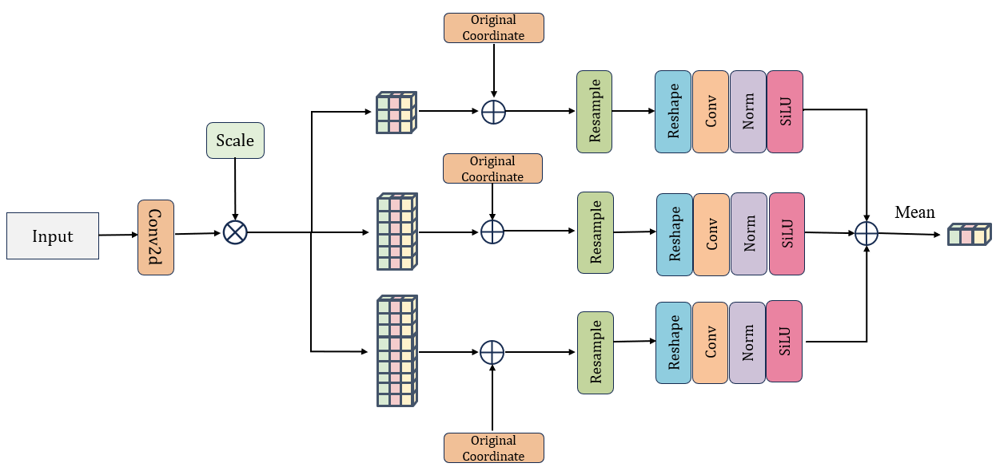 Original
Coordinate
Resample
Reshape
Conv
Norm
SiLU
Scale
Original
Coordinate
Input
Conv2d
Resample
Reshape
Conv
Norm
SiLU
Mean
Resample
Reshape
Conv
Norm
SiLU
Original
Coordinate